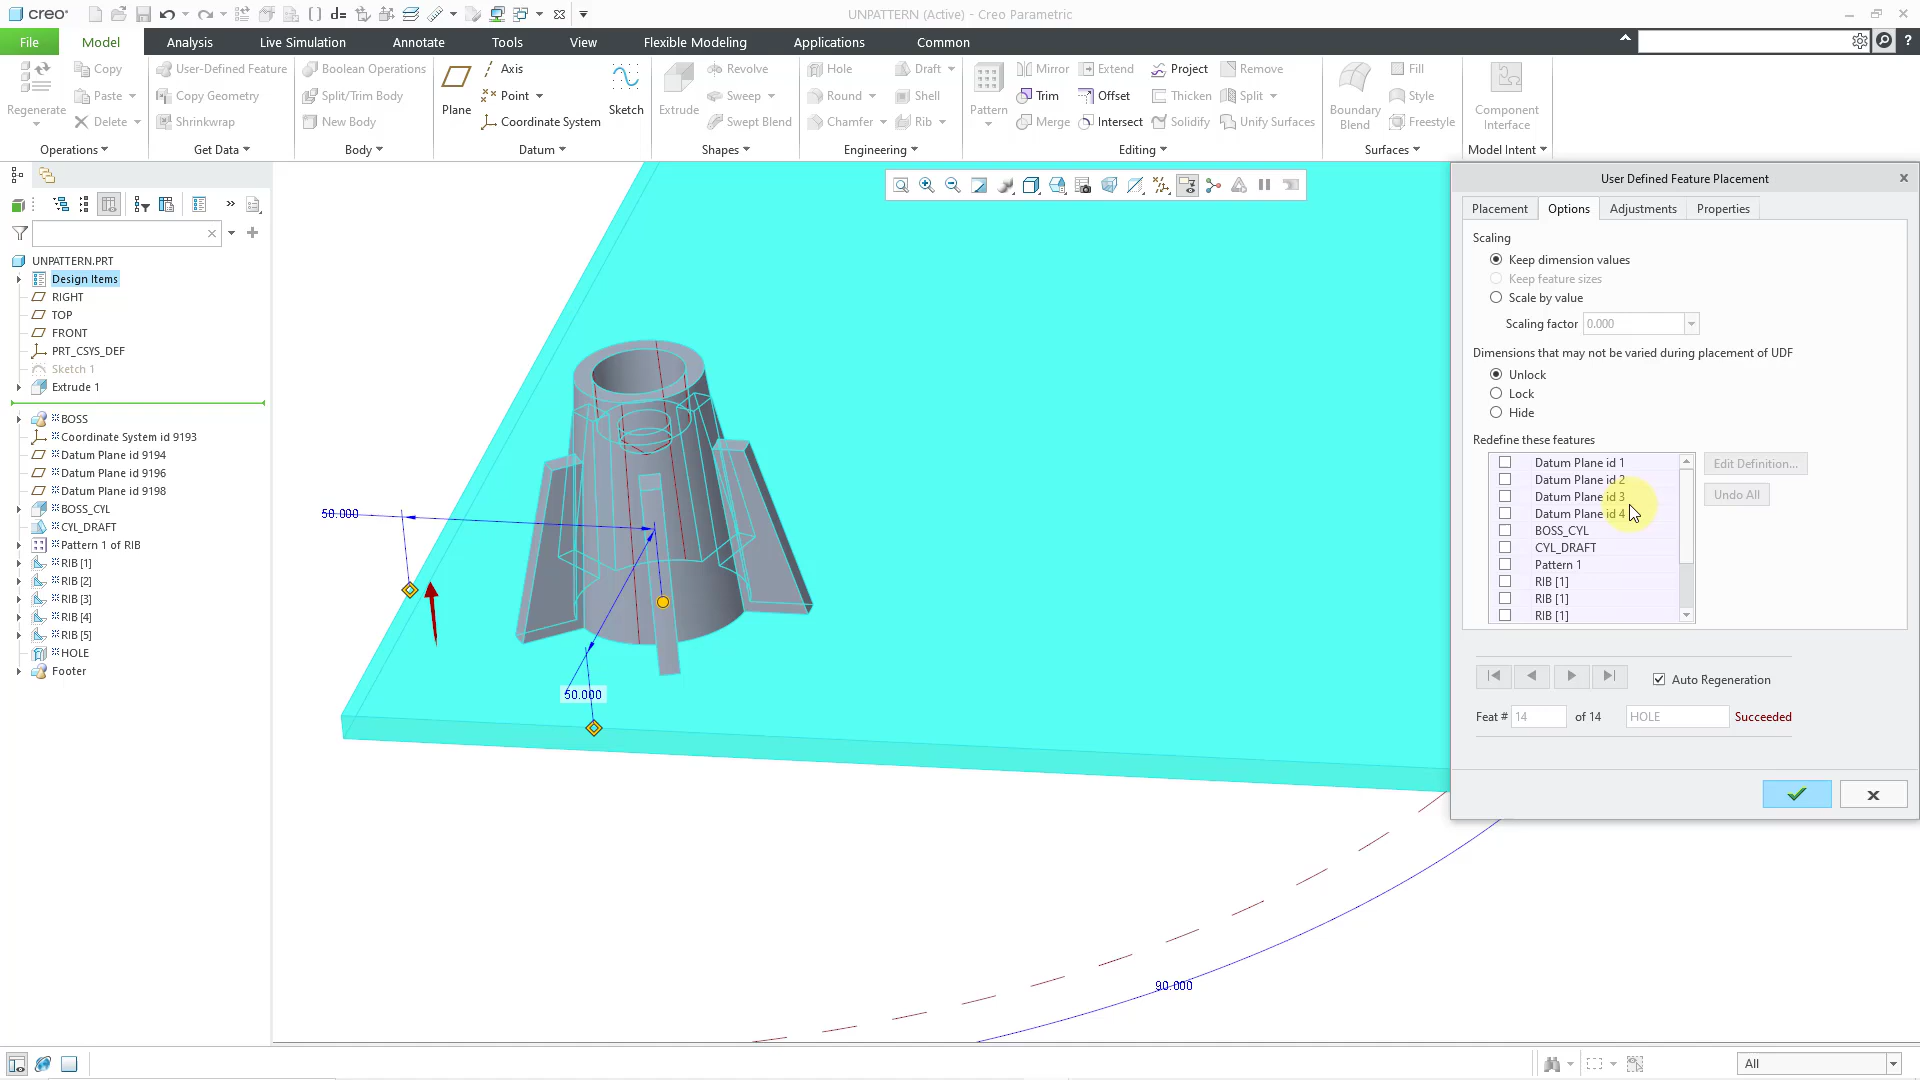 creo
UNPATTERN (Active) - Creo Parametric
File
Model
Analysis
Live Simulation
Annotate
Tools
View
Flexible Modeling
Applications
Common
Regenerate
Copy
Paste
Delete
Operations
User-Defined Feature
Copy Geometry
Shrinkwrap
Get Data
Boolean Operations
Split/Trim Body
New Body
Body
Plane
Axis
Point
Coordinate System
Sketch
Datum
Extrude
Revolve
Sweep
Swept Blend
Shapes
Hole
Round
Chamfer
Draft
Shell
Rib
Engineering
Pattern
Mirror
Trim
Merge
Extend
Offset
Intersect
Project
Thicken
Solidify
Remove
Split
Unify Surfaces
Editing
Boundary Blend
Fill
Style
Freestyle
Surfaces
Component Interface
Model Intent
UNPATTERN.PRT
Design Items
RIGHT
TOP
FRONT
PRT_CSYS_DEF
Sketch 1
Extrude 1
BOSS
Coordinate System id 9193
Datum Plane id 9194
Datum Plane id 9196
Datum Plane id 9198
BOSS_CYL
CYL_DRAFT
Pattern 1 of RIB
RIB [1]
RIB [2]
RIB [3]
RIB [4]
RIB [5]
HOLE
Footer
50.000
50.000
90.000
User Defined Feature Placement
Placement
Options
Adjustments
Properties
Scaling
Keep dimension values
Keep feature sizes
Scale by value
Scaling factor 0.000
Dimensions that may not be varied during placement of UDF
Unlock
Lock
Hide
Redefine these features
Datum Plane id 1
Datum Plane id 2
Datum Plane id 3
Datum Plane id 4
BOSS_CYL
CYL_DRAFT
Pattern 1
RIB [1]
RIB [1]
RIB [1]
Edit Definition...
Undo All
Auto Regeneration
Feat # 14 of 14 HOLE Succeeded
All